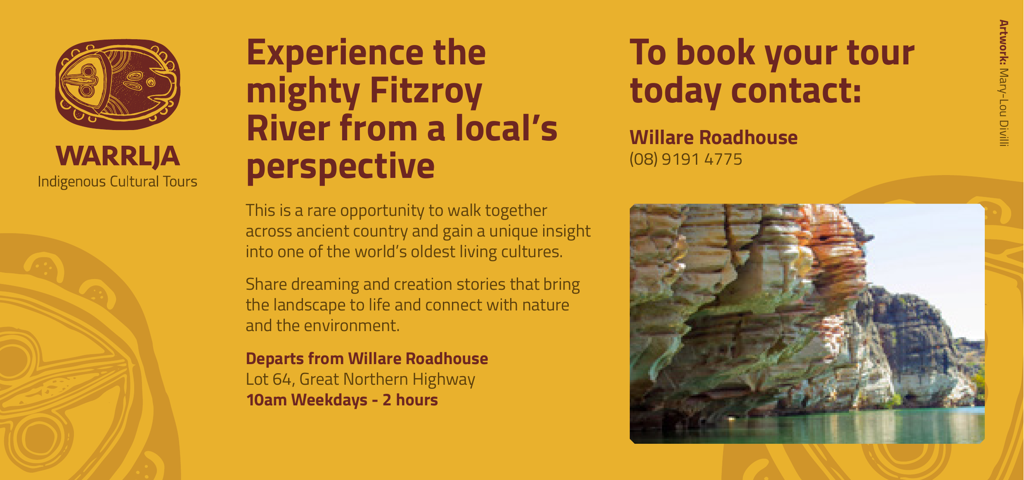 WARRLJA
Indigenous Cultural Tours
Experience the
mighty Fitzroy
River from a local's
perspective
This is a rare opportunity to walk together
across ancient country and gain a unique insight
into one of the world's oldest living cultures.
Share dreaming and creation stories that bring
the landscape to life and connect with nature
and the environment.
Departs from Willare Roadhouse
Lot 64, Great Northern Highway
10am Weekdays - 2 hours
To book your tour
today contact:
Willare Roadhouse
(08) 9191 4775
Artwork: Mary-Lou Divilli